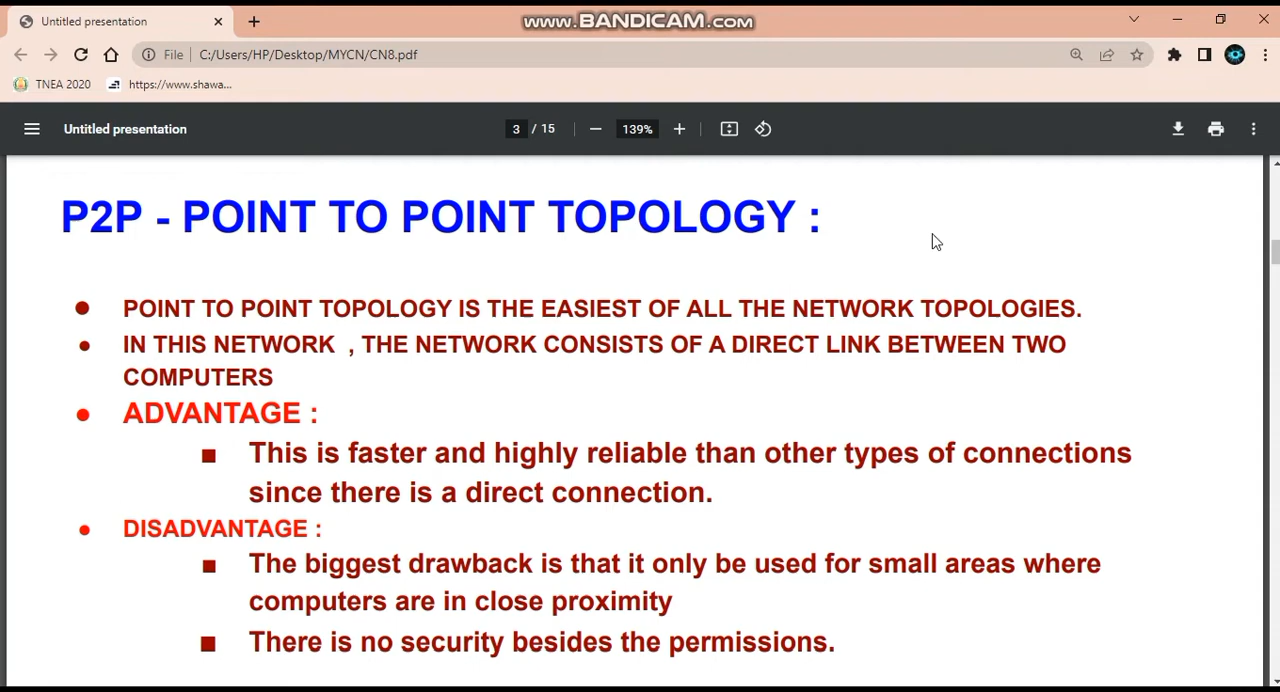 Untitled presentation
www.BANDICAM.com
File
C:/Users/HP/Desktop/MYCN/CN8.pdf
TNEA 2020
https://www.shawa...
Untitled presentation
3 / 15
139%
P2P - POINT TO POINT TOPOLOGY :
POINT TO POINT TOPOLOGY IS THE EASIEST OF ALL THE NETWORK TOPOLOGIES.
IN THIS NETWORK , THE NETWORK CONSISTS OF A DIRECT LINK BETWEEN TWO
COMPUTERS
ADVANTAGE :
This is faster and highly reliable than other types of connections
since there is a direct connection.
DISADVANTAGE :
The biggest drawback is that it only be used for small areas where
computers are in close proximity
There is no security besides the permissions.